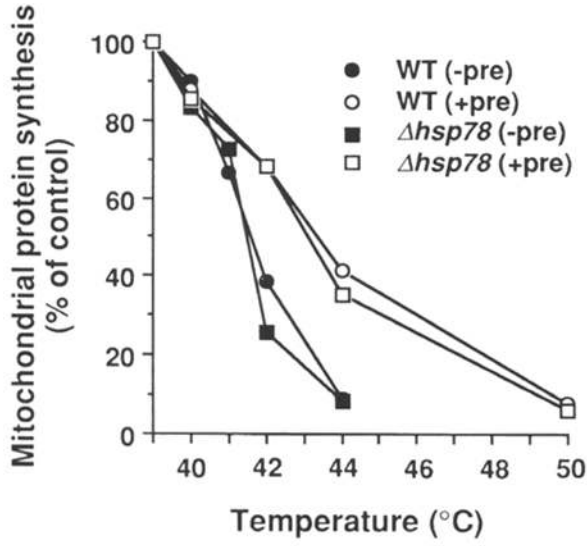 Mitochondrial protein synthesis
(% of control)
100
80
60
40
20
0
WT (-pre)
WT (+pre)
Δhsp78 (-pre)
Δhsp78 (+pre)
40 42 44 46 48 50
Temperature (°C)